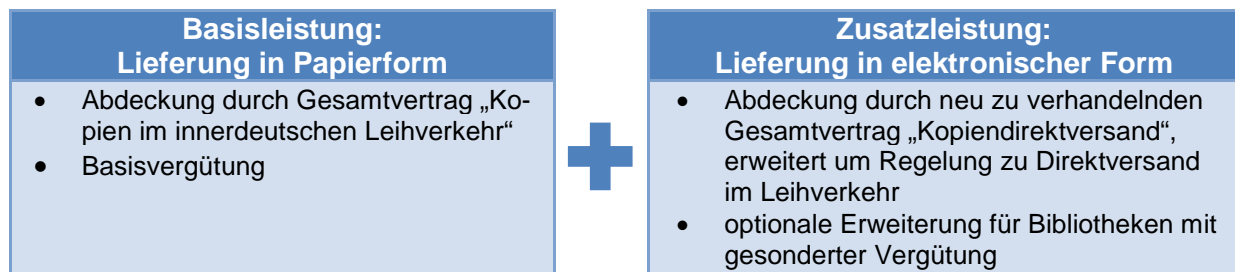 Basisleistung:
Lieferung in Papierform
• Abdeckung durch Gesamtvertrag „Ko-
pien im innerdeutschen Leihverkehr“
• Basisvergütung
Zusatzleistung:
Lieferung in elektronischer Form
• Abdeckung durch neu zu verhandelnden
Gesamtvertrag „Kopiendirektversand“,
erweitert um Regelung zu Direktversand
im Leihverkehr
• optionale Erweiterung für Bibliotheken mit
gesonderter Vergütung